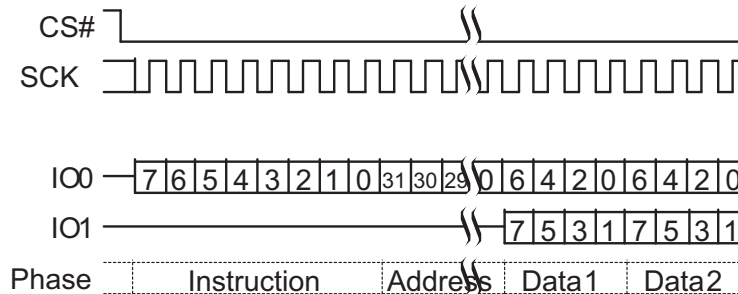 CS#
SCK
IO0 7 6 5 4 3 2 1 0 31 30 29 0 6 4 2 0 6 4 2 0
IO1 7 5 3 1 7 5 3 1
Phase Instruction Address Data1 Data2